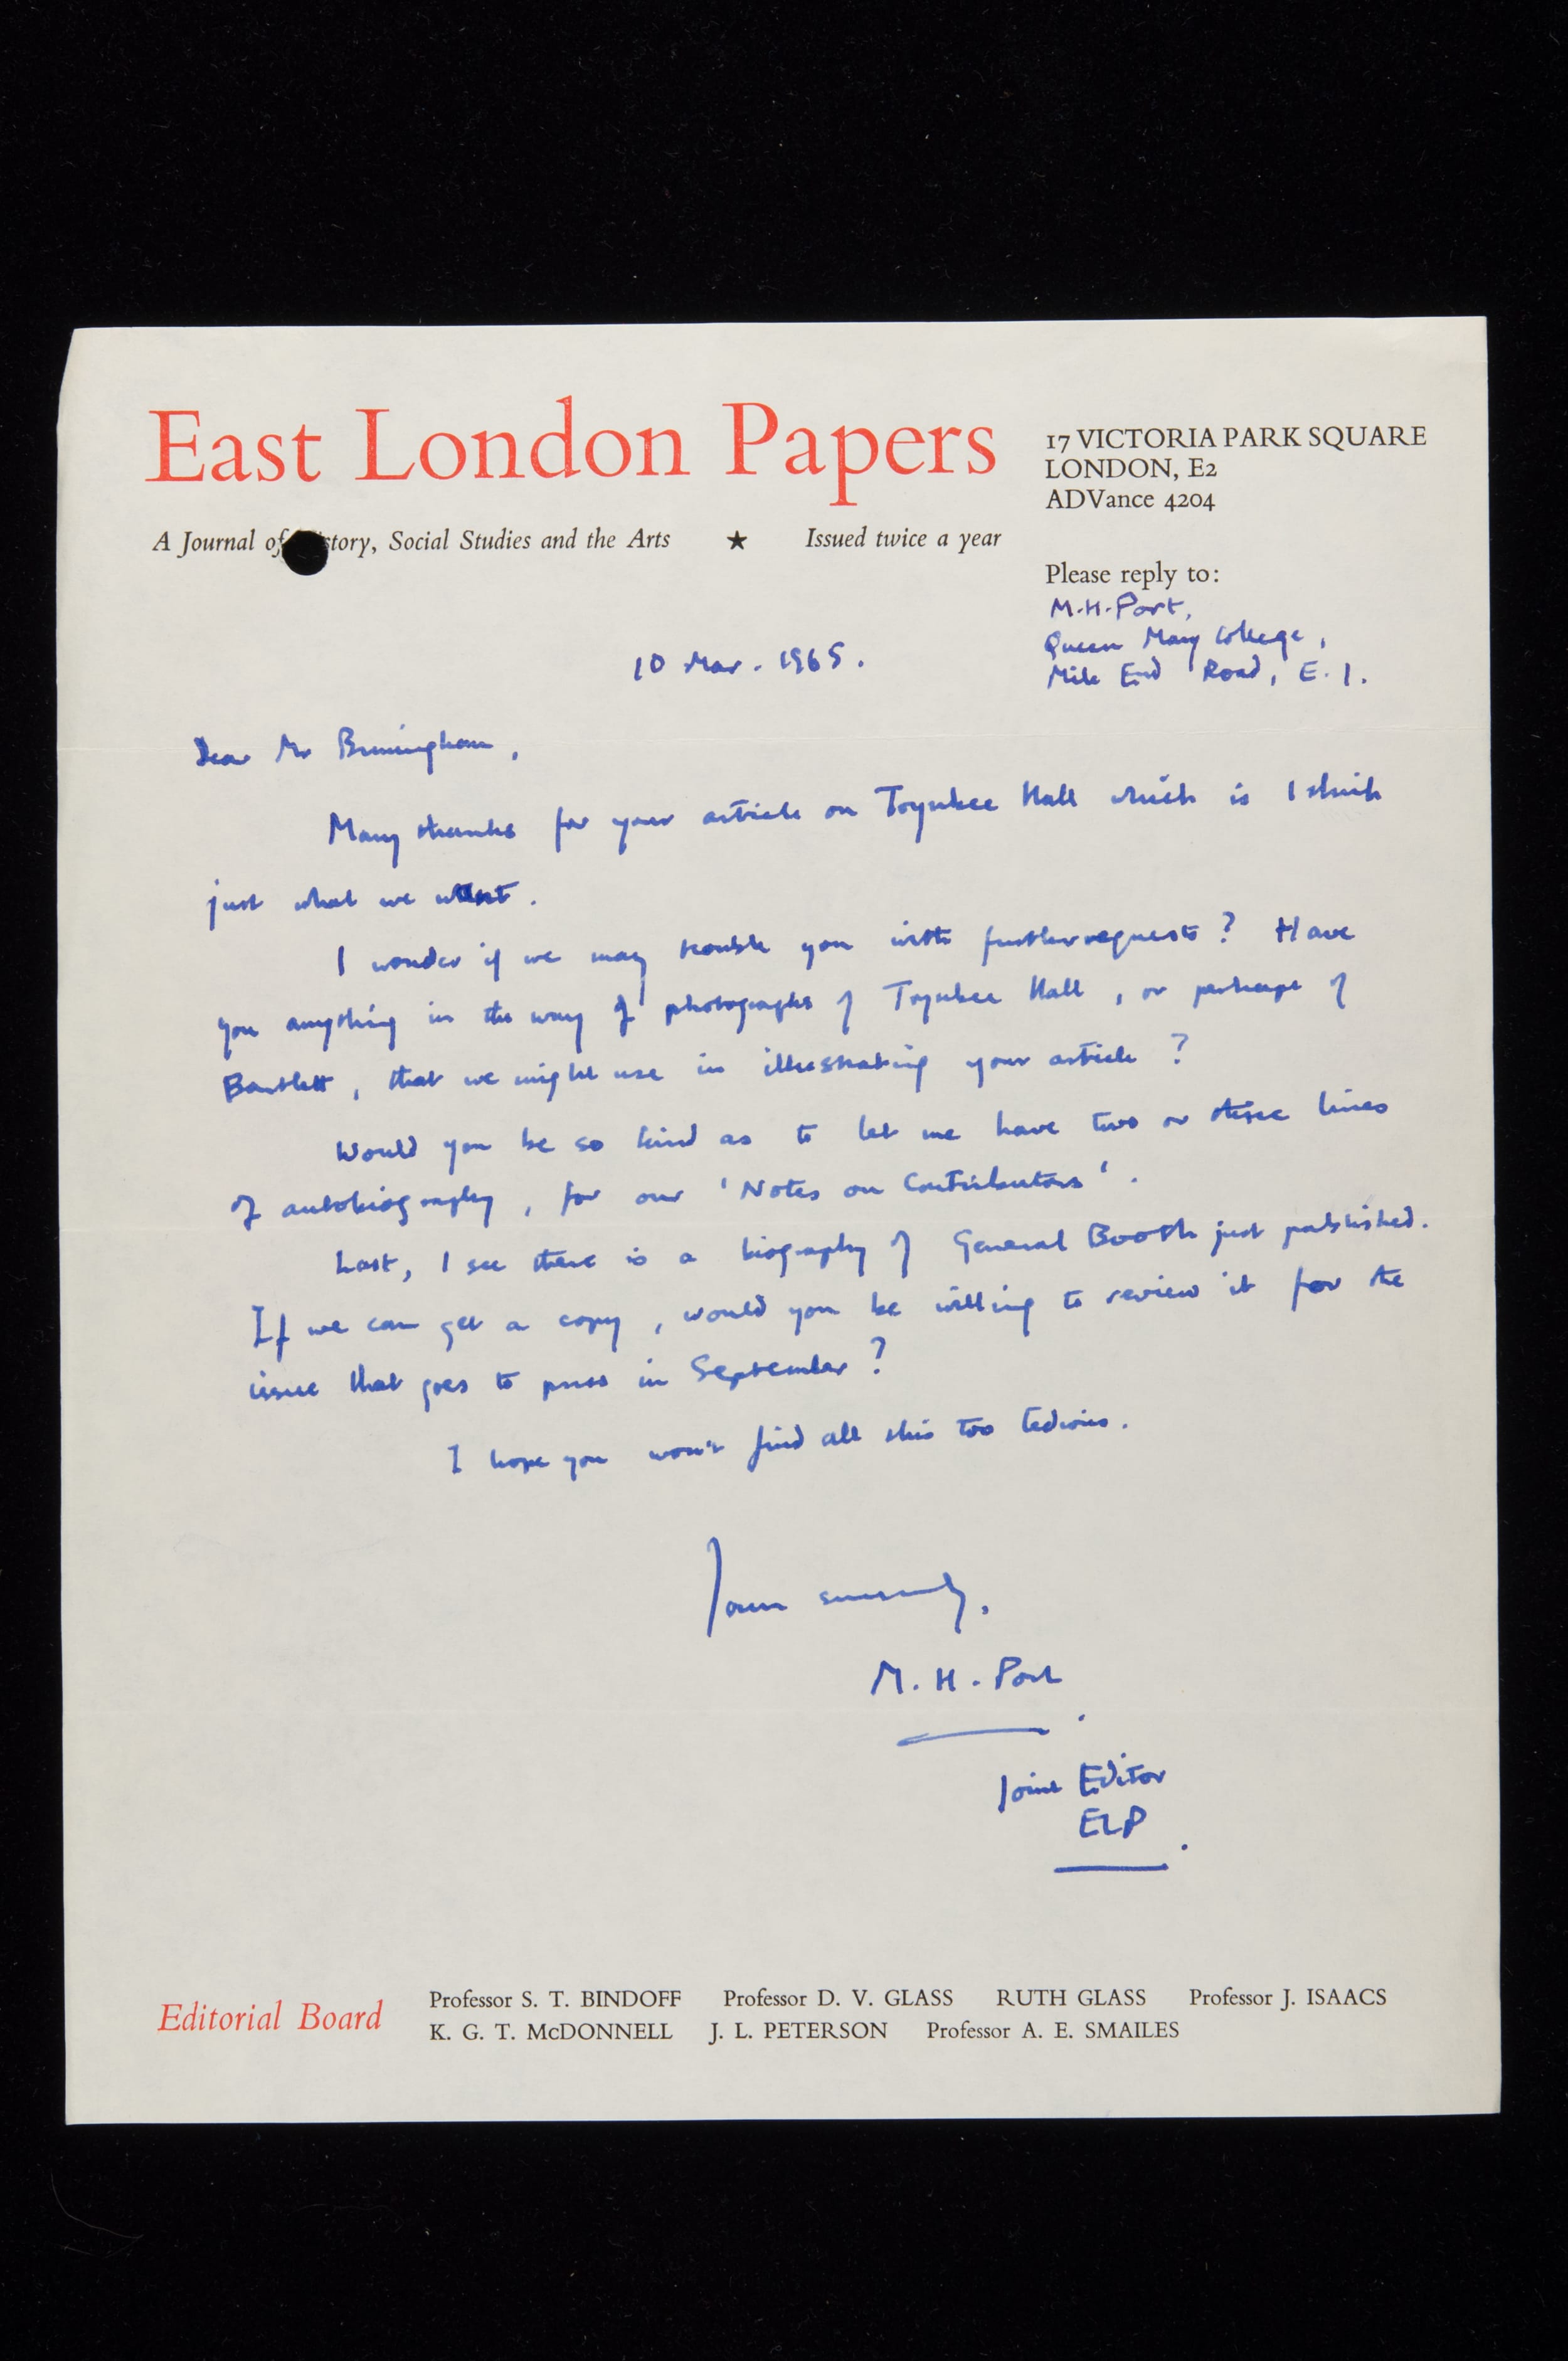 East London Papers
A Journal of History, Social Studies and the Arts ★ Issued twice a year
17 VICTORIA PARK SQUARE
LONDON, E2
ADVance 4204
Please reply to:
M.H. Port,
Queen Mary College,
Mile End Road, E.1.
10 Mar. 1965.
Dear Mr Birmingham,
Many thanks for your article on Toynbee Hall which is I think
just what we want.
I wonder if we may trouble you with further requests? Have
you anything in the way of photographs of Toynbee Hall, or perhaps of
Bartlett, that we might use in illustrating your article?
Would you be so kind as to let me have two or three lines
of autobiography, for our 'Notes on Contributors'.
Last, I see there is a biography of General Booth just published.
If we can get a copy, would you be willing to review it for the
issue that goes to press in September?
I hope you won't find all this too tedious.
Yours sincerely,
M. H. Port.
Joint Editor
ELP.
Editorial Board
Professor S. T. BINDOFF Professor D. V. GLASS RUTH GLASS Professor J. ISAACS
K. G. T. McDONNELL J. L. PETERSON Professor A. E. SMAILES